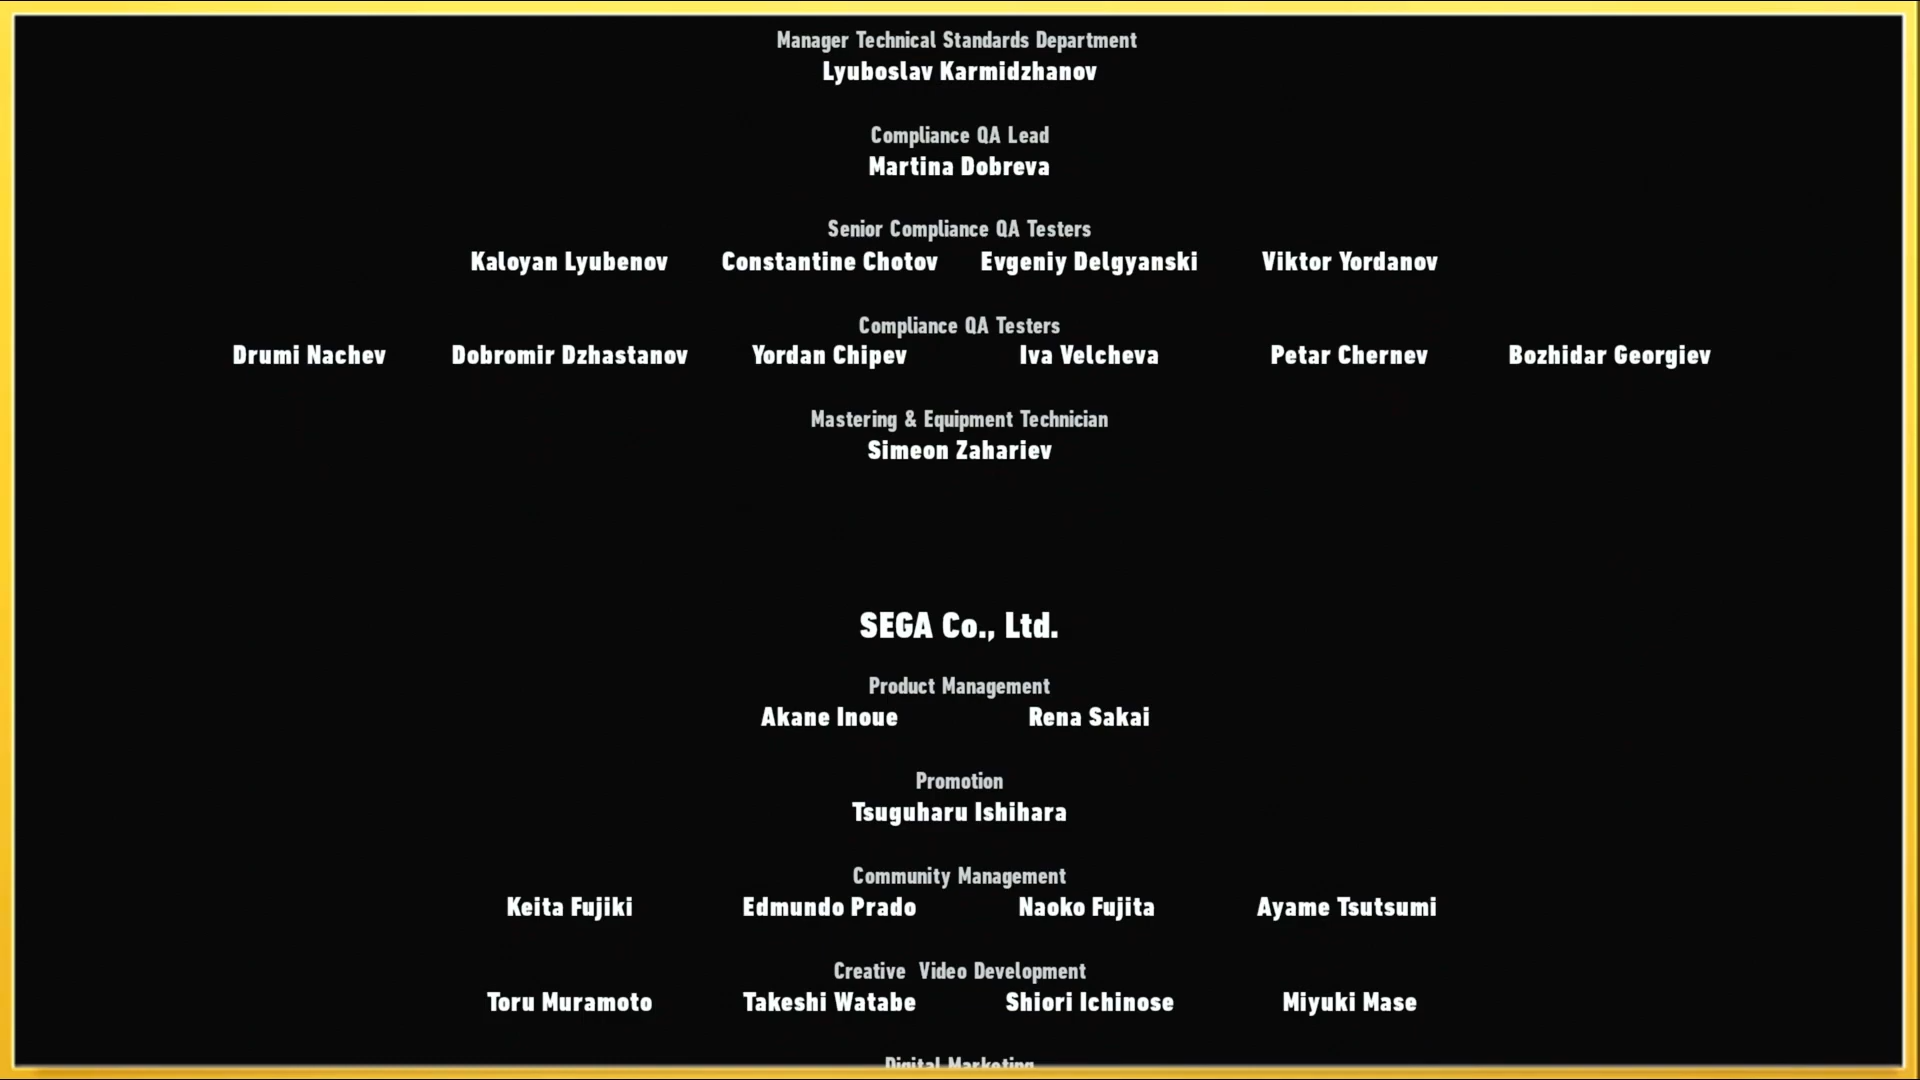 Manager Technical Standards Department
Lyuboslav Karmidzhanov
Compliance QA Lead
Martina Dobreva
Senior Compliance QA Testers
Kaloyan Lyubenov Constantine Chotov Evgeniy Delgyanski Viktor Yordanov
Compliance QA Testers
Drumi Nachev Dobromir Dzhastanov Yordan Chipev Iva Velcheva Petar Chernev Bozhidar Georgiev
Mastering & Equipment Technician
Simeon Zahariev
SEGA Co., Ltd.
Product Management
Akane Inoue Rena Sakai
Promotion
Tsuguharu Ishihara
Community Management
Keita Fujiki Edmundo Prado Naoko Fujita Ayame Tsutsumi
Creative Video Development
Toru Muramoto Takeshi Watabe Shiori Ichinose Miyuki Mase
Digital Marketing